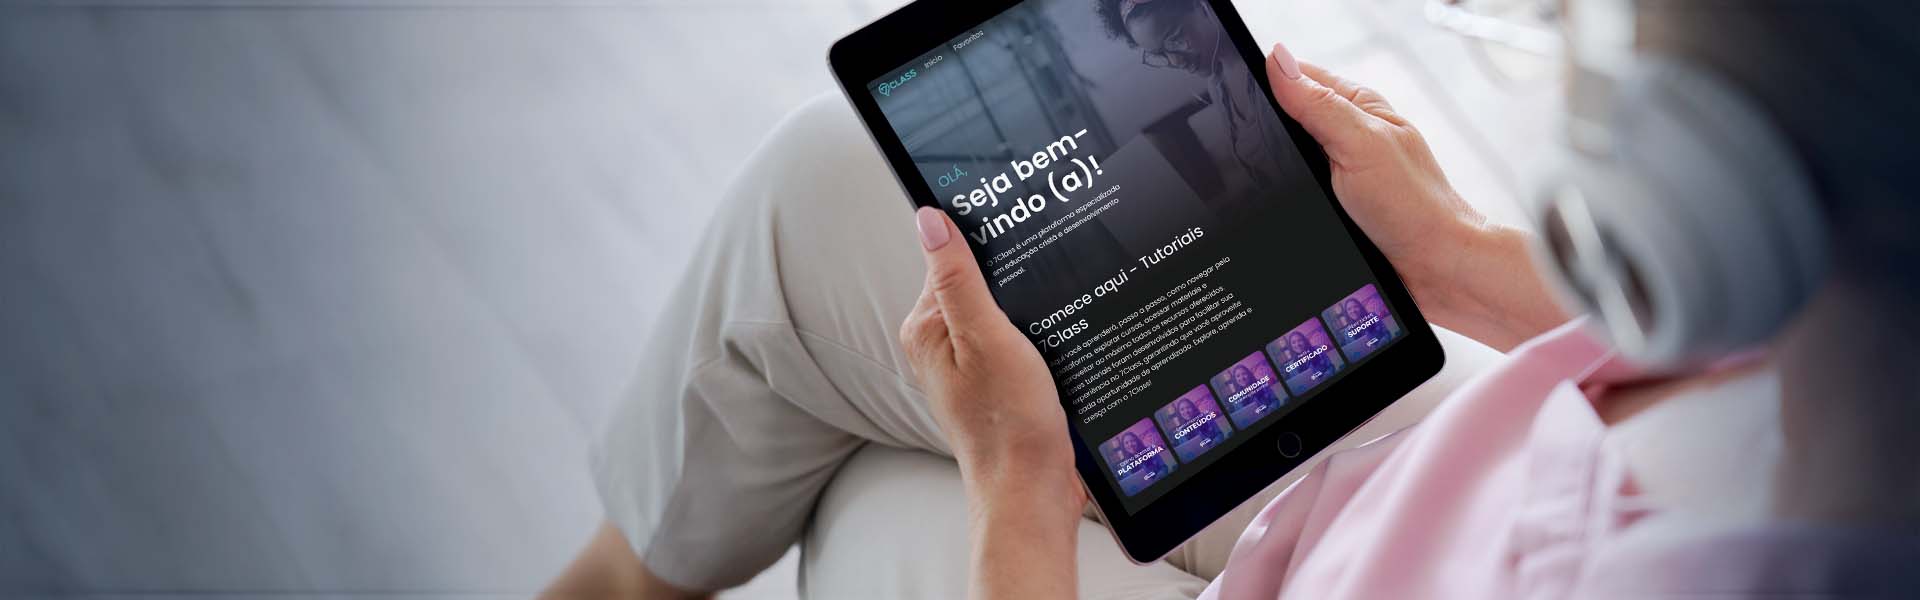 7CLASS
Início
Favoritos
OLÁ,
Seja bem-
vindo (a)!
O 7Class é uma plataforma especializada
em educação cristã e desenvolvimento
pessoal.
Comece aqui - Tutoriais
7Class
Aqui você aprenderá, passo a passo, como navegar pela
plataforma, explorar cursos, acessar materiais e
aproveitar ao máximo todos os recursos oferecidos.
Esses tutoriais foram desenvolvidos para facilitar sua
experiência no 7Class, garantindo que você aproveite
cada oportunidade de aprendizado. Explore, aprenda e
cresça com o 7Class!
PLATAFORMA
CONTEÚDOS
COMUNIDADE
CERTIFICADO
SUPORTE